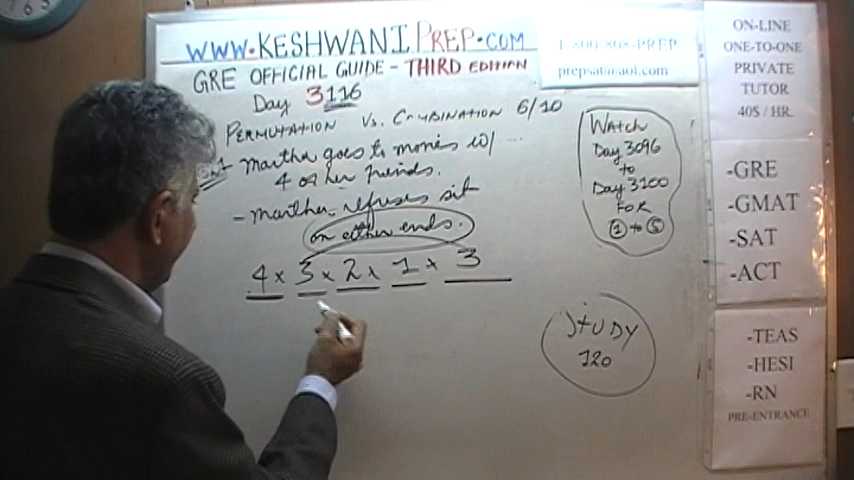 WWW.KESHWANIPREP.COM
GRE OFFICIAL GUIDE - THIRD EDITION
Day 3116
PERMUTATION Vs. COMBINATION 6/10
Martha goes to movies w/ ...
4 of her friends.
- Marther refuses sit
on either ends.
4 x 3 x 2 x 1 x 3
1-800-808-PREP
prepsat@aol.com
WATCH
Day 3096
to
Day 3100
FOR
1 to 5
STUDY
120
ON-LINE
ONE-TO-ONE
PRIVATE
TUTOR
40$ / HR.
-GRE
-GMAT
-SAT
-ACT
-TEAS
-HESI
-RN
PRE-ENTRANCE